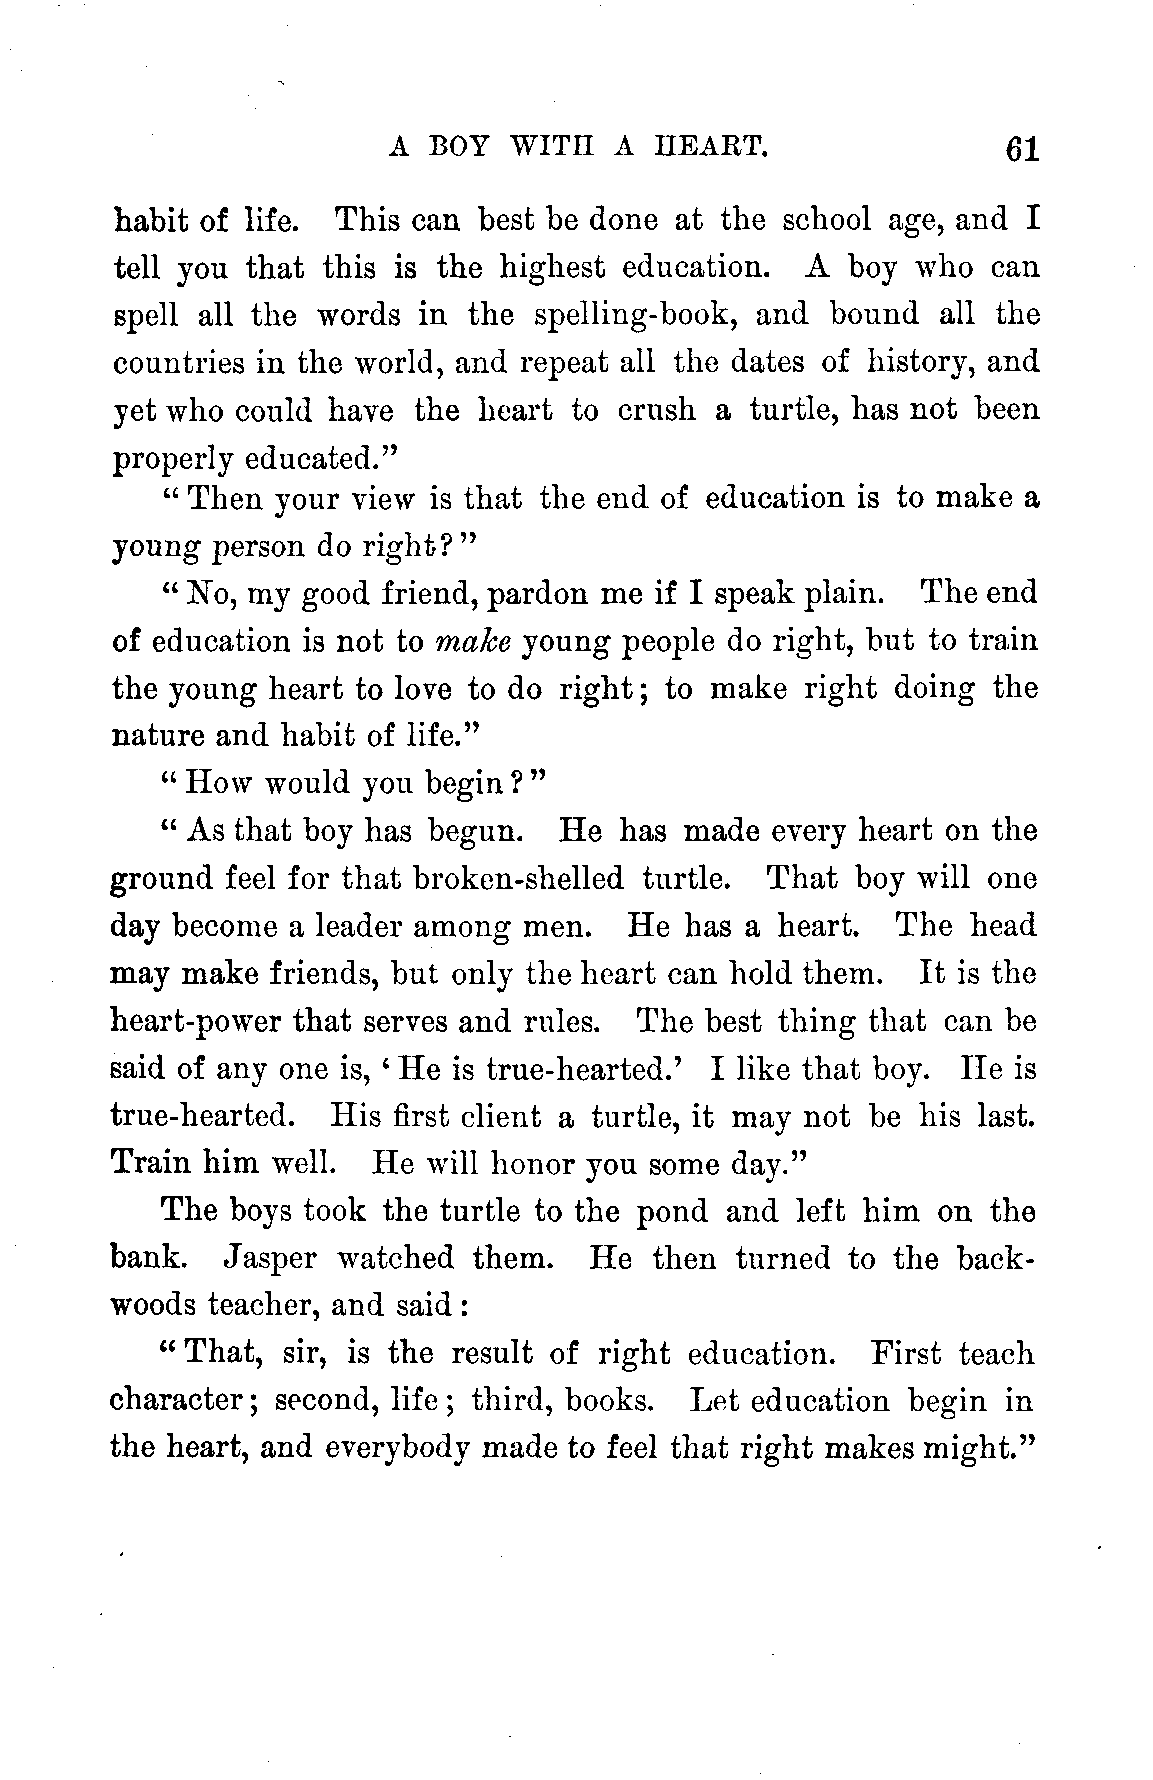 A BOY WITH A HEART. 61
habit of life. This can best be done at the school age, and I
tell you that this is the highest education. A boy who can
spell all the words in the spelling-book, and bound all the
countries in the world, and repeat all the dates of history, and
yet who could have the heart to crush a turtle, has not been
properly educated."
"Then your view is that the end of education is to make a
young person do right?"
"No, my good friend, pardon me if I speak plain. The end
of education is not to make young people do right, but to train
the young heart to love to do right; to make right doing the
nature and habit of life."
"How would you begin?"
"As that boy has begun. He has made every heart on the
ground feel for that broken-shelled turtle. That boy will one
day become a leader among men. He has a heart. The head
may make friends, but only the heart can hold them. It is the
heart-power that serves and rules. The best thing that can be
said of any one is, 'He is true-hearted.' I like that boy. He is
true-hearted. His first client a turtle, it may not be his last.
Train him well. He will honor you some day."
The boys took the turtle to the pond and left him on the
bank. Jasper watched them. He then turned to the back-
woods teacher, and said:
"That, sir, is the result of right education. First teach
character; second, life; third, books. Let education begin in
the heart, and everybody made to feel that right makes might."